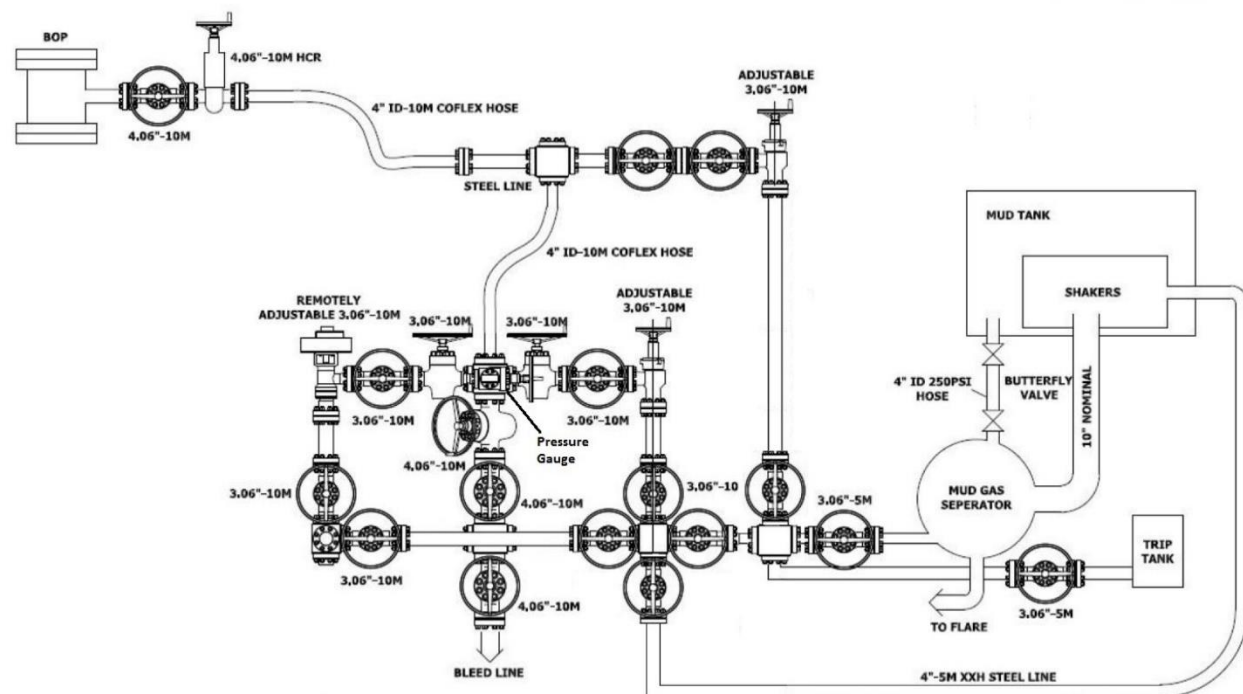 BOP
4,06"-10M HCR
4.06"-10M
4" ID-10M COFLEX HOSE
STEEL LINE
ADJUSTABLE
3,06"-10M
4" ID-10M COFLEX HOSE
MUD TANK
SHAKERS
REMOTELY
ADJUSTABLE 3.06"-10M
3,06"-10M
3.06"-10M
ADJUSTABLE
3,06"-10M
3.06"-10M
3.06"-10M
4" ID 250PSI
HOSE
BUTTERFLY
VALVE
10" NOMINAL
Pressure
Gauge
4,06"-10M
3.06"-10M
4.06"-10M
3,06"-10
3.06"-5M
MUD GAS
SEPERATOR
TRIP
TANK
3,06"-10M
4,06"-10M
3.06"-5M
TO FLARE
BLEED LINE
4"-5M XXH STEEL LINE